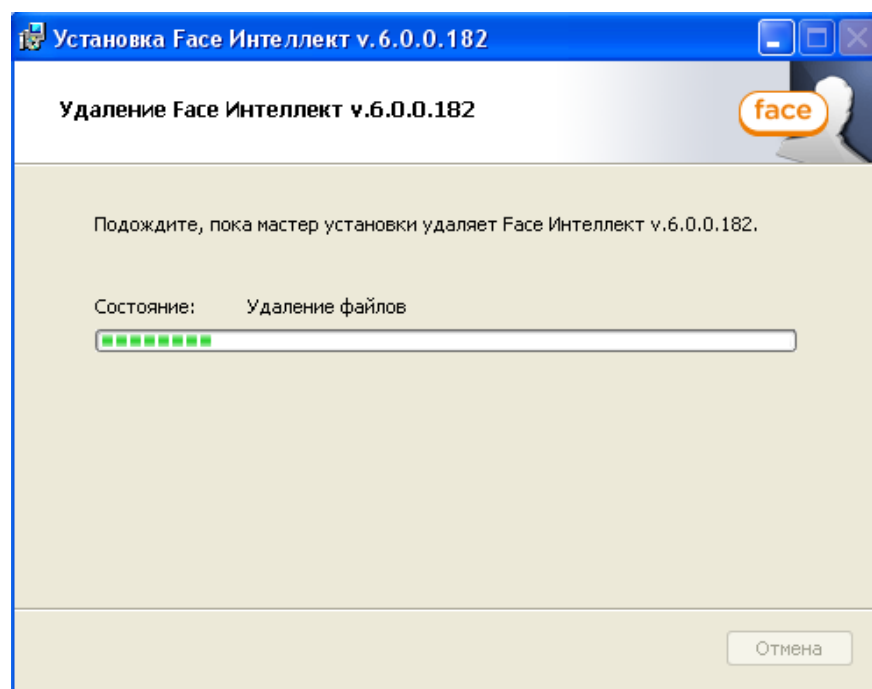 Установка Face Интеллект v.6.0.0.182
Удаление Face Интеллект v.6.0.0.182
face
Подождите, пока мастер установки удаляет Face Интеллект v.6.0.0.182.
Состояние: Удаление файлов
Отмена